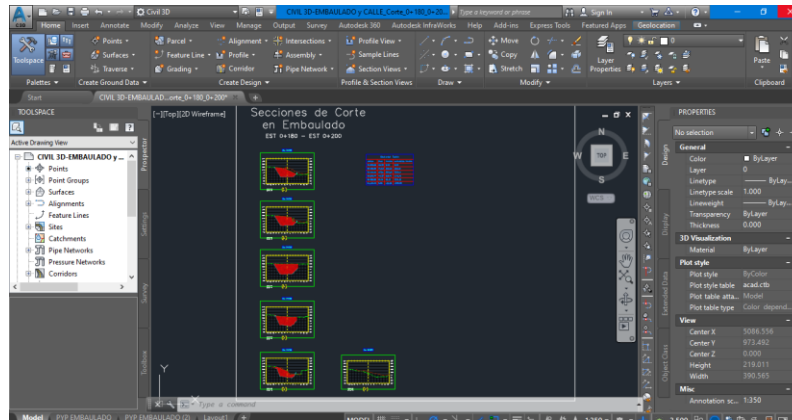 Civil 3D
CIVIL 3D-EMBAULADO y CALLE_Corte_0+180_0+20...
Type a keyword or phrase
Sign In
Home Insert Annotate Modify Analyze View Manage Output Survey Autodesk 360 Autodesk InfraWorks Help Add-ins Express Tools Featured Apps Geolocation
Toolspace
Points
Surfaces
Traverse
Parcel
Feature Line
Grading
Alignment
Profile
Corridor
Intersections
Assembly
Pipe Network
Profile View
Sample Lines
Section Views
Move
Copy
Stretch
Layer
Properties
Paste
Palettes
Create Ground Data
Create Design
Profile & Section Views
Draw
Modify
Layers
Clipboard
Start
CIVIL 3D-EMBAULAD...orte_0+180_0+200*
TOOLSPACE
Active Drawing View
CIVIL 3D-EMBAULADO y ...
Points
Point Groups
Surfaces
Alignments
Feature Lines
Sites
Catchments
Pipe Networks
Pressure Networks
Corridors
Prospector
Settings
Survey
Toolbox
[-][Top][2D Wireframe]
Secciones de Corte
en Embaulado
EST 0+180 - EST 0+200
N
W TOP E
S
WCS
Y
X
Type a command
PROPERTIES
No selection
Design
Display
Extended Data
Object Class
General
Color ByLayer
Layer 0
Linetype ByLay...
Linetype scale 1.000
Lineweight ByLay...
Transparency ByLayer
Thickness 0.000
3D Visualization
Material ByLayer
Plot style
Plot style ByColor
Plot style table acad.ctb
Plot table atta... Model
Plot table type Color depend...
View
Center X 5086.556
Center Y 973.492
Center Z 0.000
Height 219.011
Width 390.565
Misc
Annotation sc... 1:350
Model PYP EMBAULADO PYP EMBAULADO (2) Layout1
MODEL 1:350 3.500